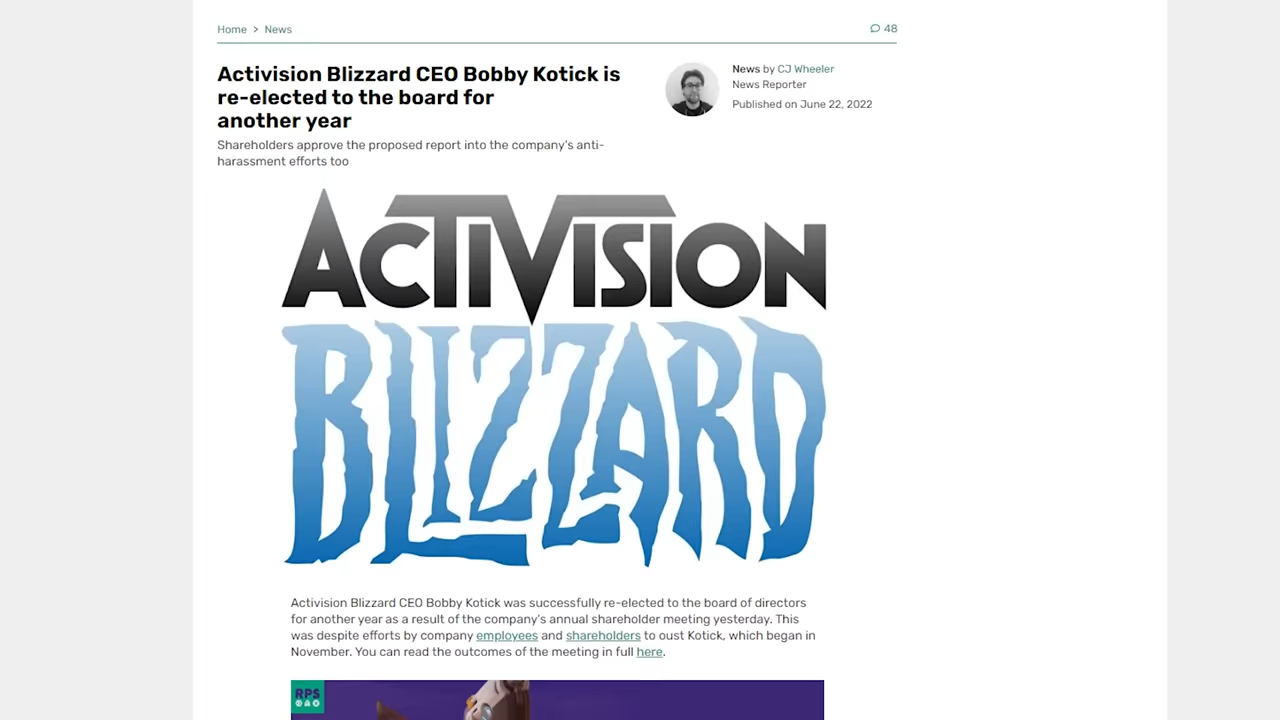 Home > News
48
Activision Blizzard CEO Bobby Kotick is
re-elected to the board for
another year
Shareholders approve the proposed report into the company's anti-
harassment efforts too
News by CJ Wheeler
News Reporter
Published on June 22, 2022
ACTIVISION
BLIZZARD
Activision Blizzard CEO Bobby Kotick was successfully re-elected to the board of directors
for another year as a result of the company's annual shareholder meeting yesterday. This
was despite efforts by company employees and shareholders to oust Kotick, which began in
November. You can read the outcomes of the meeting in full here.
RPS